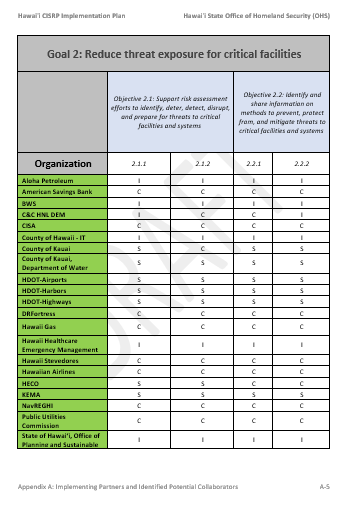 Hawai`i CISRP Implementation Plan Hawai`i State Office of Homeland Security (OHS)
Goal 2: Reduce threat exposure for critical facilities
Objective 2.1: Support risk assessment
efforts to identify, deter, detect, disrupt,
and prepare for threats to critical
facilities and systems
Objective 2.2: Identify and
share information on
methods to prevent, protect
from, and mitigate threats to
critical facilities and systems
Organization 2.1.1 2.1.2 2.2.1 2.2.2
Aloha Petroleum I I I I
American Savings Bank C C C C
BWS I I I I
C&C HNL DEM I C C I
CISA C C C C
County of Hawaii - IT I I I I
County of Kauai S C S S
County of Kauai,
Department of Water S S S S
HDOT-Airports S S S S
HDOT-Harbors S S S S
HDOT-Highways S S S S
DRFortress C C C C
Hawaii Gas C C C C
Hawaii Healthcare
Emergency Management I I I I
Hawaii Stevedores C C C C
Hawaiian Airlines C C C C
HECO S S C C
KEMA S S S S
NavREGHI C C C C
Public Utilities
Commission C C C C
State of Hawai'i, Office of
Planning and Sustainable I I I I
DRAFT
Appendix A: Implementing Partners and Identified Potential Collaborators A-5